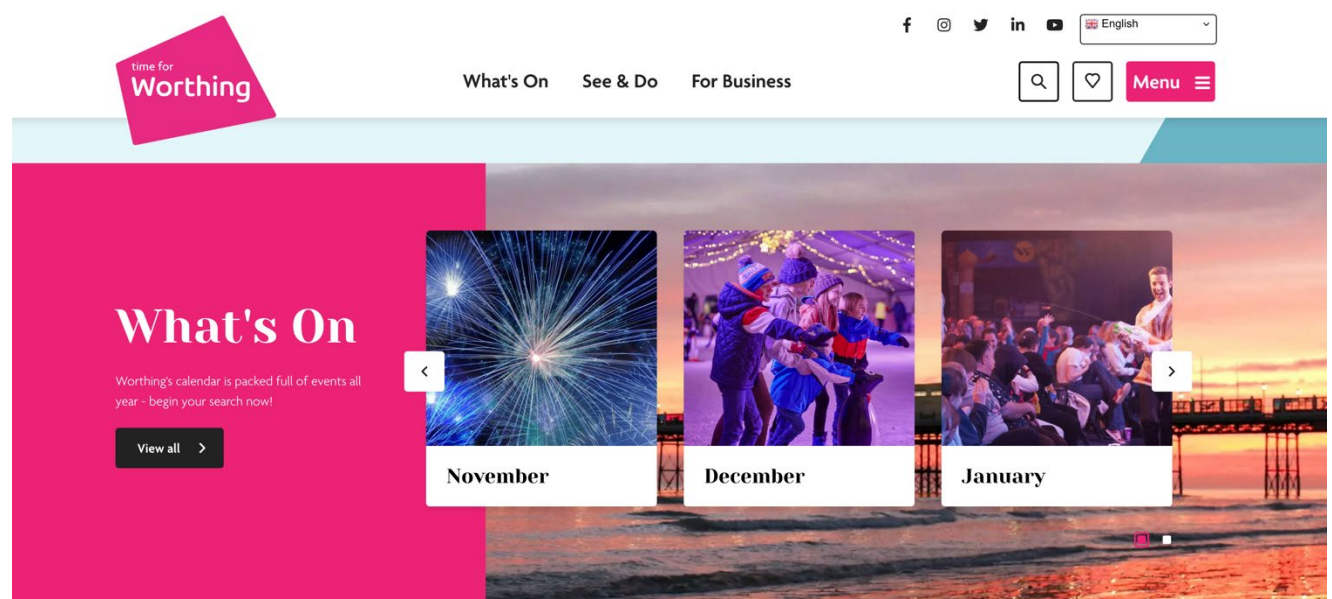 English
time for
Worthing
What's On
See & Do
For Business
Menu
What's On
Worthing's calendar is packed full of events all
year - begin your search now!
View all
November
December
January